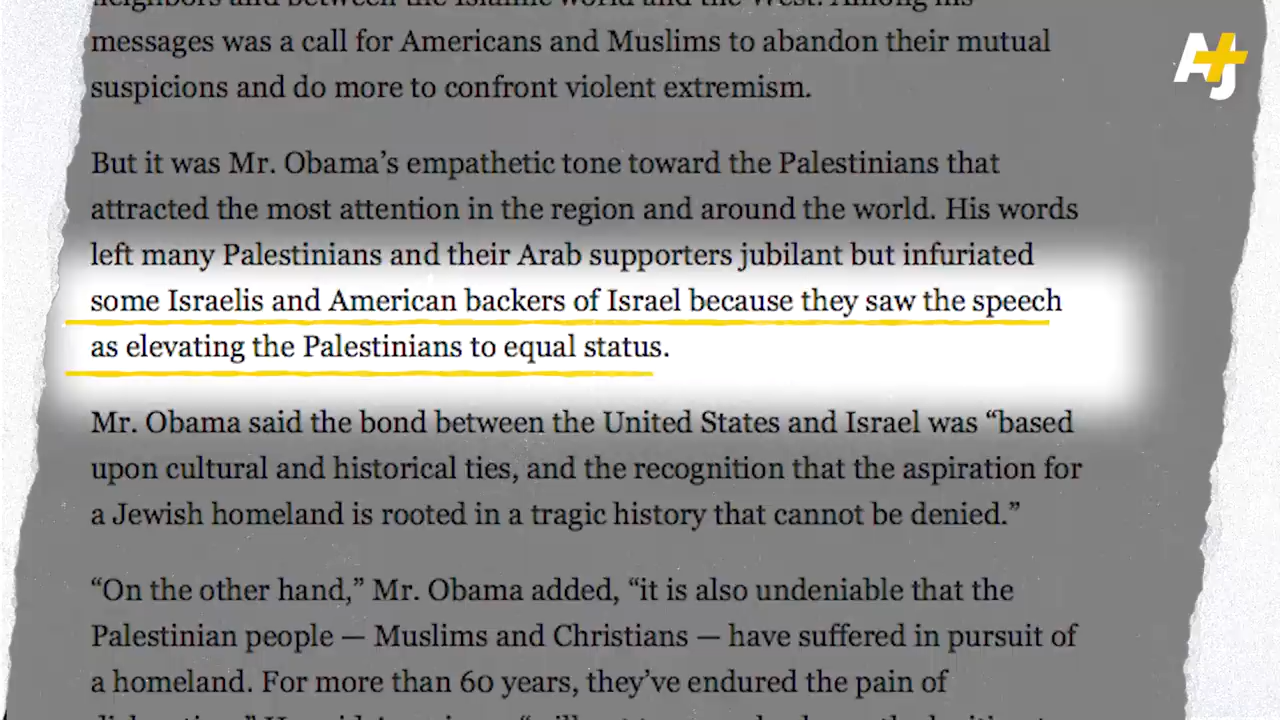 messages was a call for Americans and Muslims to abandon their mutual
suspicions and do more to confront violent extremism.
But it was Mr. Obama’s empathetic tone toward the Palestinians that
attracted the most attention in the region and around the world. His words
left many Palestinians and their Arab supporters jubilant but infuriated
some Israelis and American backers of Israel because they saw the speech
as elevating the Palestinians to equal status.
Mr. Obama said the bond between the United States and Israel was “based
upon cultural and historical ties, and the recognition that the aspiration for
a Jewish homeland is rooted in a tragic history that cannot be denied.”
“On the other hand,” Mr. Obama added, “it is also undeniable that the
Palestinian people — Muslims and Christians — have suffered in pursuit of
a homeland. For more than 60 years, they’ve endured the pain of
AJ+